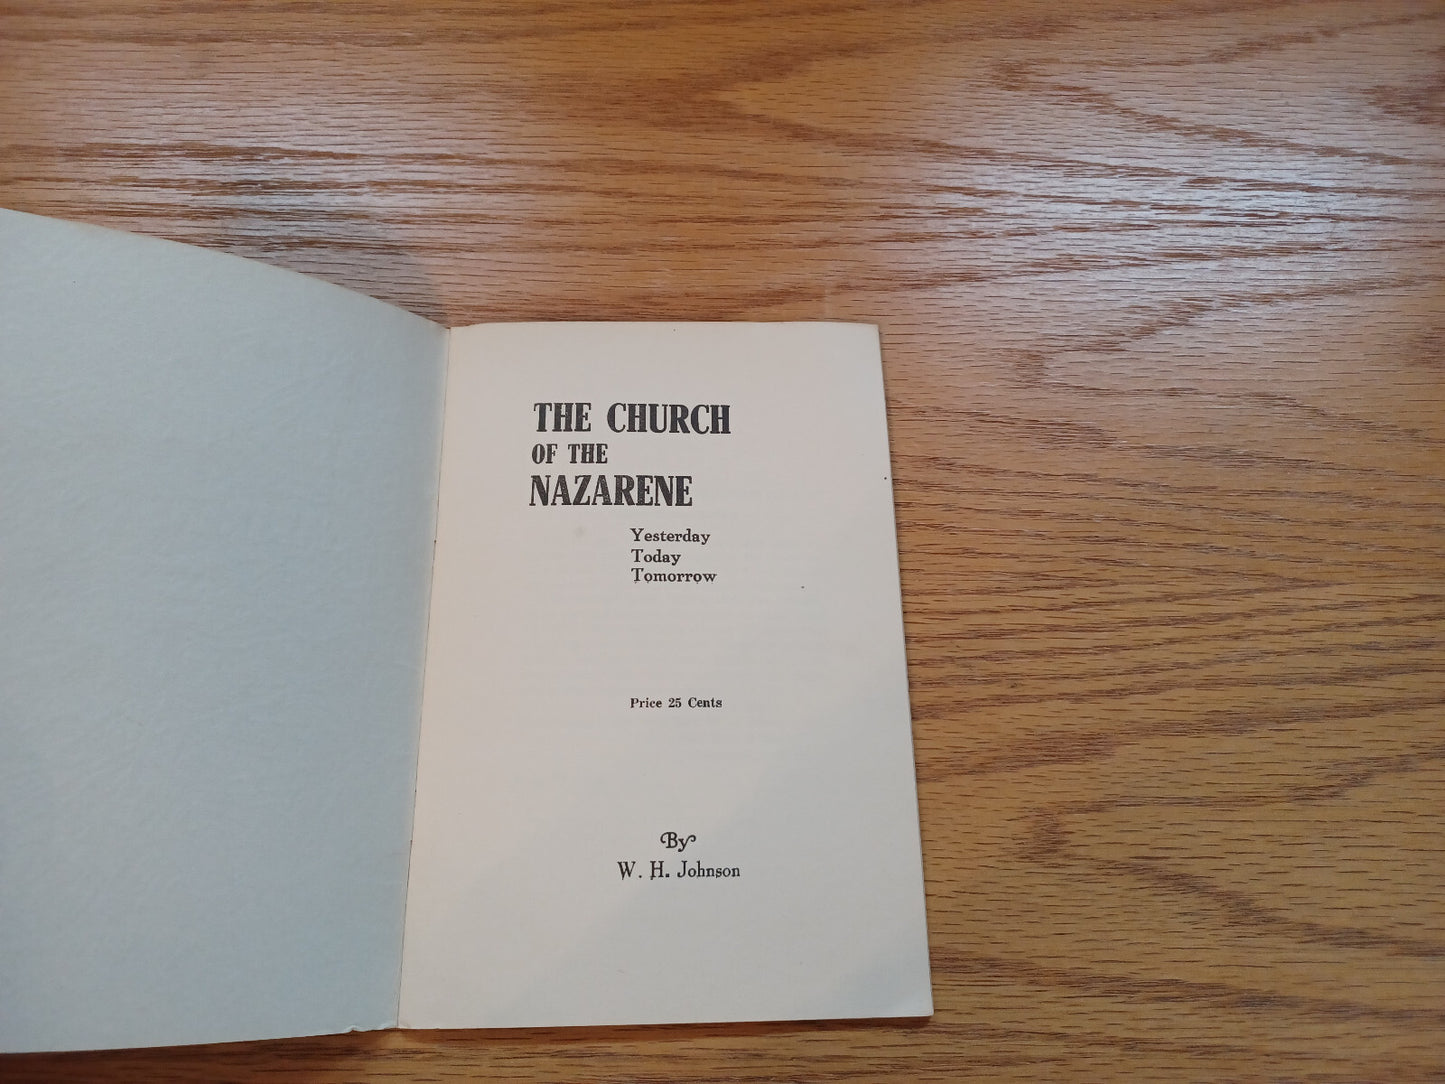 THE CHURCH
OF THE
NAZARENE
Yesterday
Today
Tomorrow
Price 25 Cents
By
W. H. Johnson